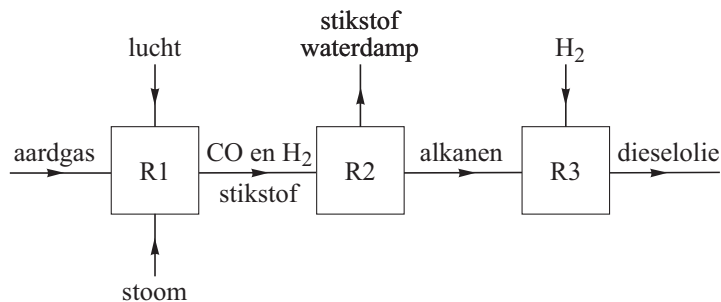 stikstof
waterdamp
lucht
H₂
aardgas
R1
CO en H₂
stikstof
R2
alkanen
R3
dieselolie
stoom